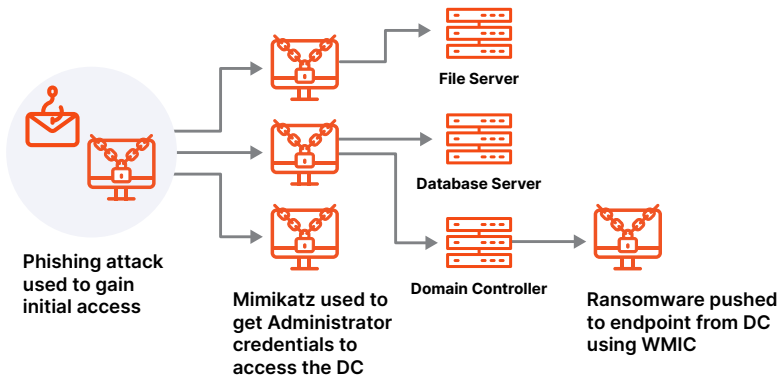 File Server
Database Server
Domain Controller
Phishing attack
used to gain
initial access
Mimikatz used to
get Administrator
credentials to
access the DC
Ransomware pushed
to endpoint from DC
using WMIC